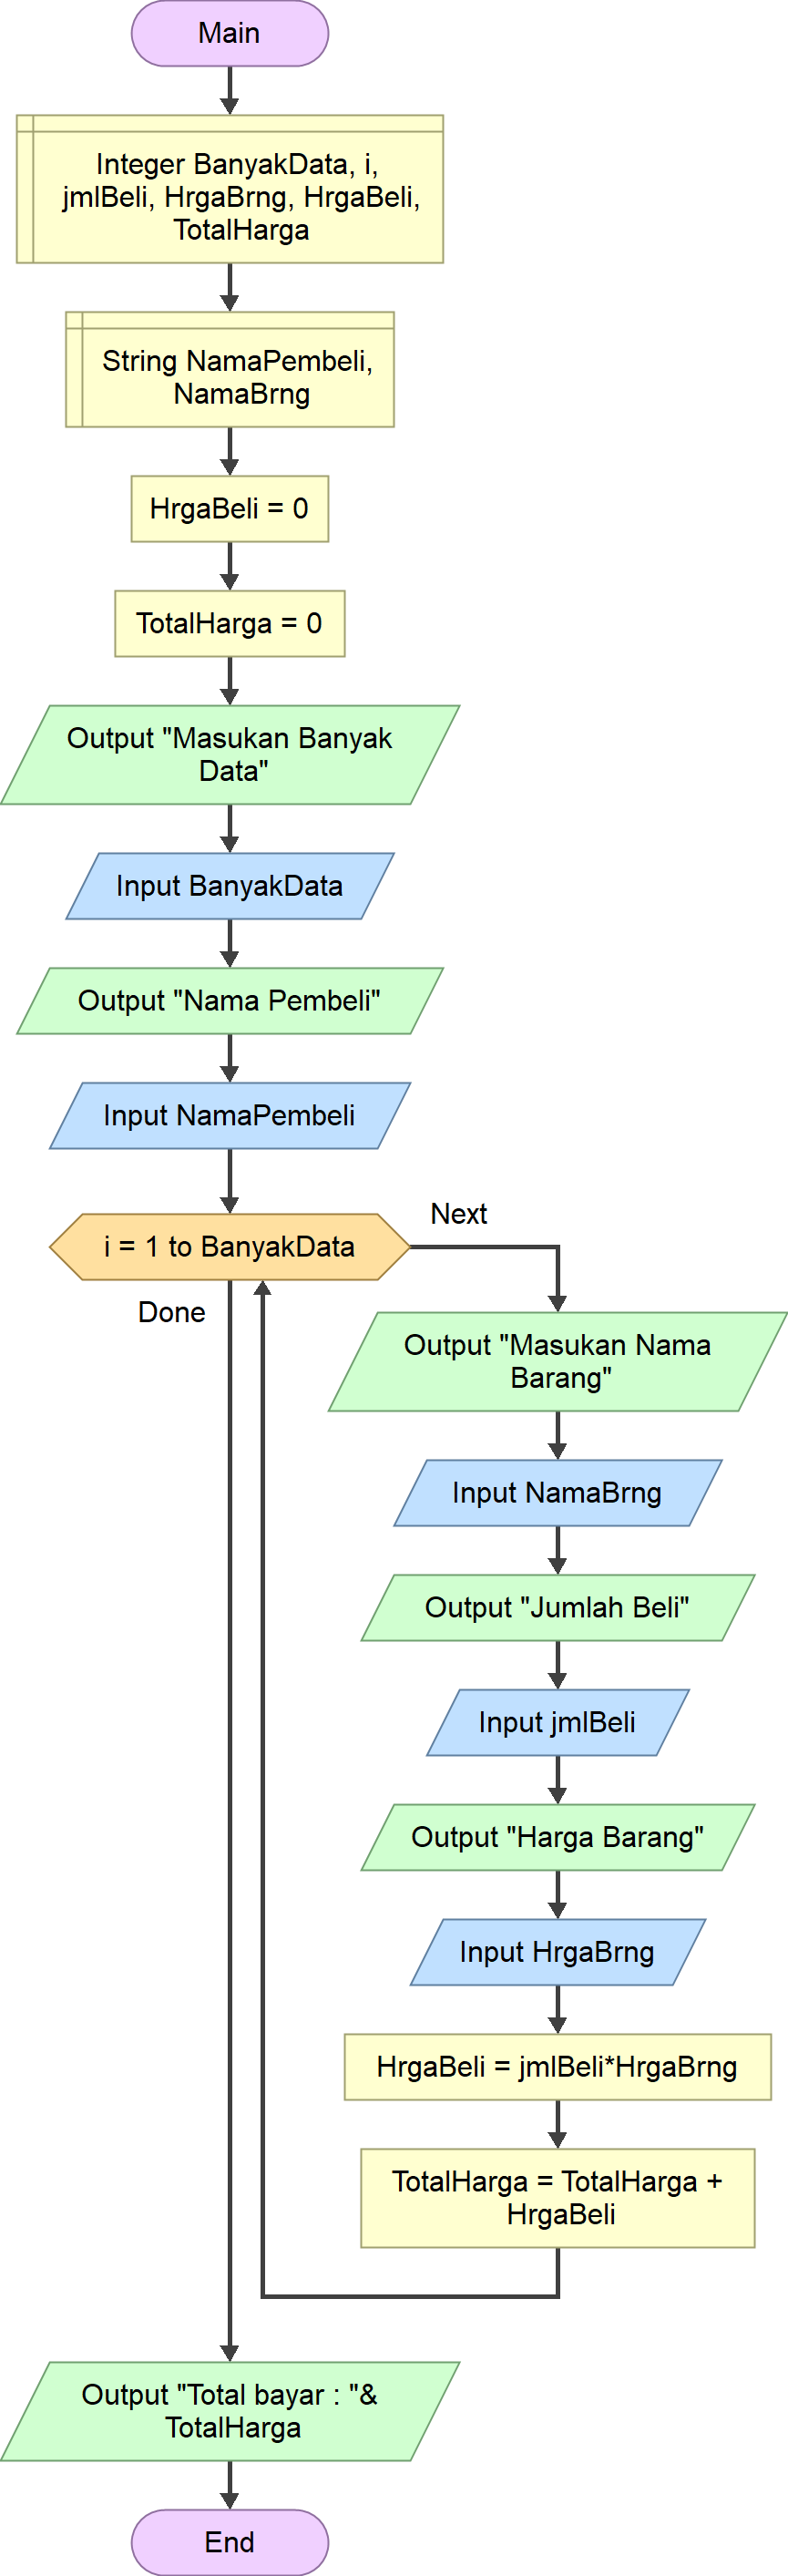 Main
Integer BanyakData, i,
jmlBeli, HrgaBrng, HrgaBeli,
TotalHarga
String NamaPembeli,
NamaBrng
HrgaBeli = 0
TotalHarga = 0
Output "Masukan Banyak
Data"
Input BanyakData
Output "Nama Pembeli"
Input NamaPembeli
i = 1 to BanyakData
Next
Done
Output "Masukan Nama
Barang"
Input NamaBrng
Output "Jumlah Beli"
Input jmlBeli
Output "Harga Barang"
Input HrgaBrng
HrgaBeli = jmlBeli*HrgaBrng
TotalHarga = TotalHarga +
HrgaBeli
Output "Total bayar : "&
TotalHarga
End